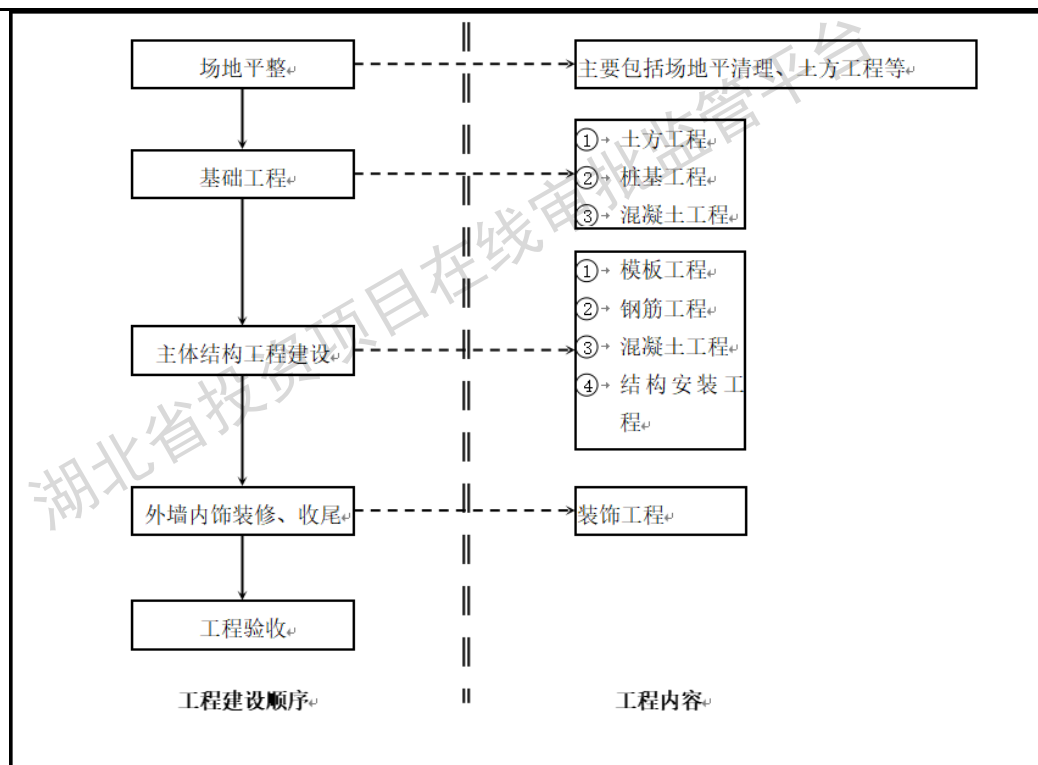 场地平整
主要包括场地平清理、土方工程等
基础工程
① 土方工程
② 桩基工程
③ 混凝土工程
主体结构工程建设
① 模板工程
② 钢筋工程
③ 混凝土工程
④ 结构安装工
程
外墙内饰装修、收尾
装饰工程
工程验收
工程建设顺序
工程内容
湖北省投资项目在线审批监管平台